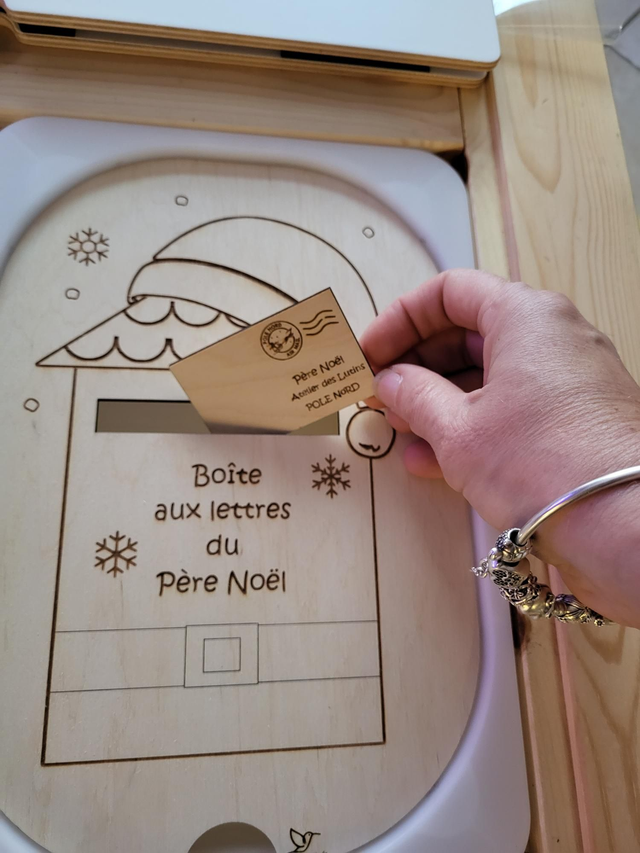 Père Noël
Atelier des Lutins
POLE NORD
Boîte
aux lettres
du
Père Noël